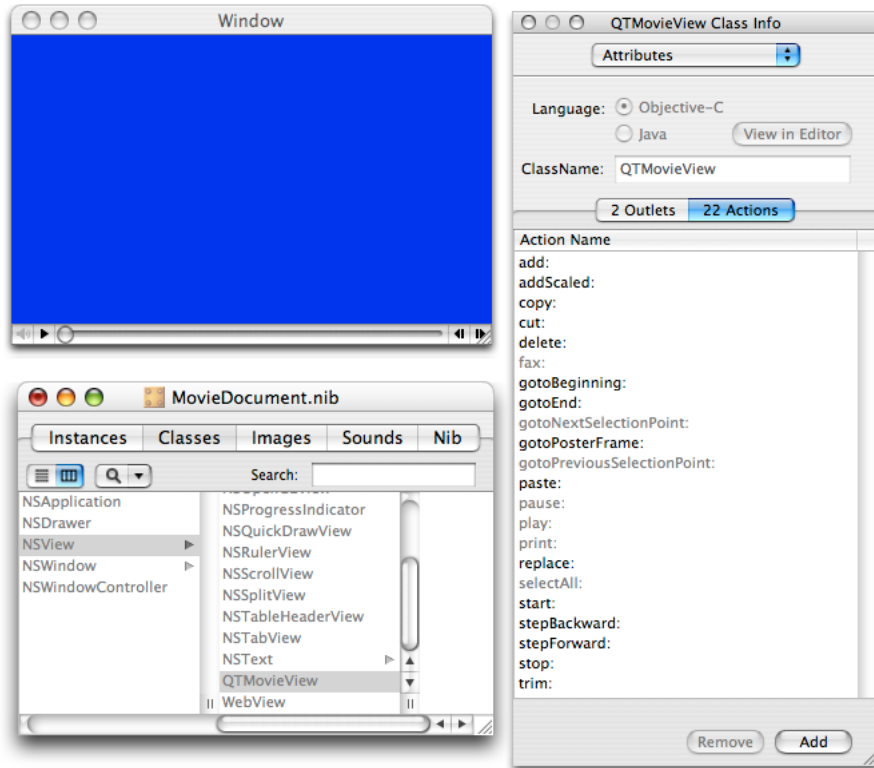 Window
QTMovieView Class Info
Attributes
Language: Objective-C
Java View in Editor
ClassName: QTMovieView
2 Outlets 22 Actions
Action Name
add:
addScaled:
copy:
cut:
delete:
fax:
gotoBeginning:
gotoEnd:
gotoNextSelectionPoint:
gotoPosterFrame:
gotoPreviousSelectionPoint:
paste:
pause:
play:
print:
replace:
selectAll:
start:
stepBackward:
stepForward:
stop:
trim:
Remove Add
MovieDocument.nib
Instances Classes Images Sounds Nib
Search:
NSApplication
NSDrawer
NSView
NSWindow
NSWindowController
NSProgressIndicator
NSQuickDrawView
NSRulerView
NSScrollView
NSSplitView
NSTableHeaderView
NSTabView
NSText
QTMovieView
WebView